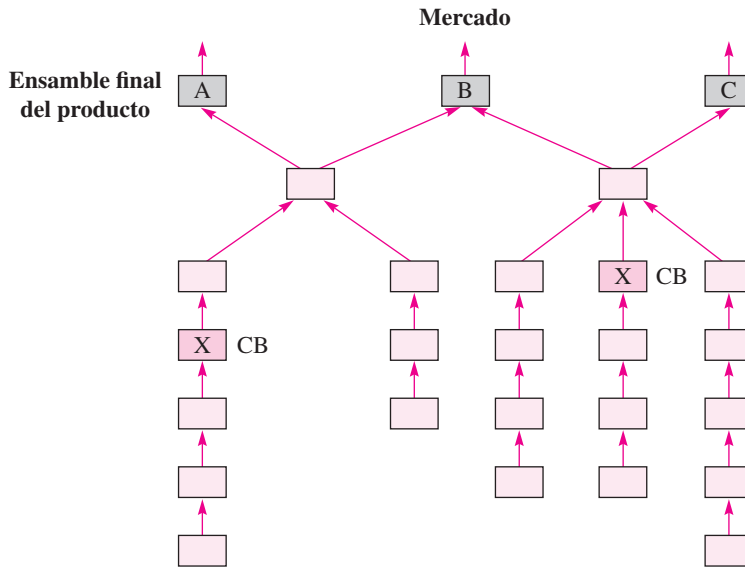 Mercado
Ensamble final
del producto
A
B
C
X CB
X CB